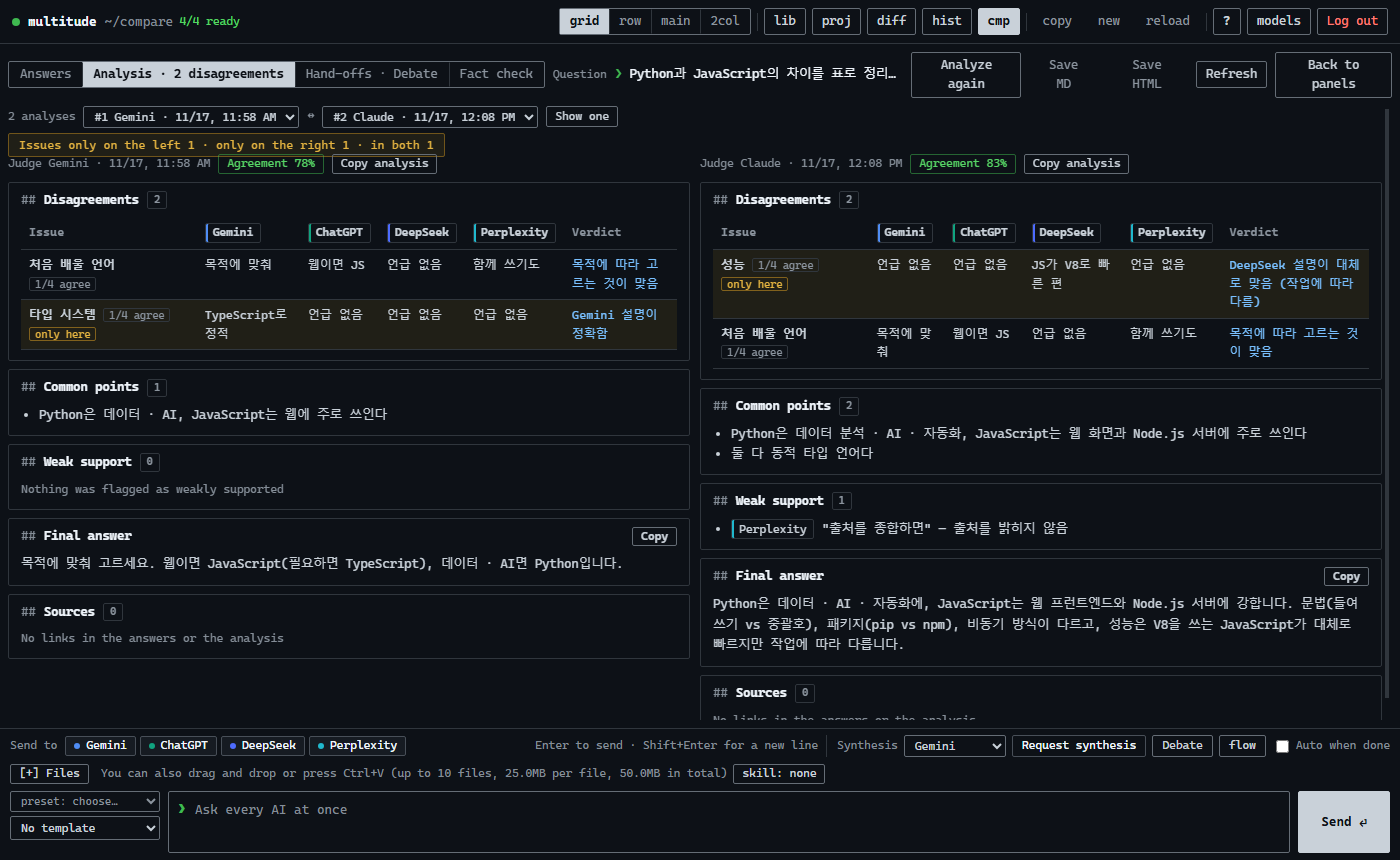 multitude ~/compare 4/4 ready
grid row main 2col lib proj diff hist cmp copy new reload ? models Log out
Answers Analysis · 2 disagreements Hand-offs · Debate Fact check Question ❯ Python과 JavaScript의 차이를 표로 정리… Analyze again Save MD Save HTML Refresh Back to panels
2 analyses #1 Gemini · 11/17, 11:58 AM ↔ #2 Claude · 11/17, 12:08 PM Show one
Issues only on the left 1 · only on the right 1 · in both 1
Judge Gemini · 11/17, 11:58 AM Agreement 78% Copy analysis
## Disagreements 2
Issue Gemini ChatGPT DeepSeek Perplexity Verdict
처음 배울 언어 1/4 agree 목적에 맞춰 웹이면 JS 언급 없음 함께 쓰기도 목적에 따라 고르는 것이 맞음
타입 시스템 1/4 agree only here TypeScript로 정적 언급 없음 언급 없음 언급 없음 Gemini 설명이 정확함
## Common points 1
• Python은 데이터 · AI, JavaScript는 웹에 주로 쓰인다
## Weak support 0
Nothing was flagged as weakly supported
## Final answer Copy
목적에 맞춰 고르세요. 웹이면 JavaScript(필요하면 TypeScript), 데이터 · AI면 Python입니다.
## Sources 0
No links in the answers or the analysis
Judge Claude · 11/17, 12:08 PM Agreement 83% Copy analysis
## Disagreements 2
Issue Gemini ChatGPT DeepSeek Perplexity Verdict
성능 1/4 agree only here 언급 없음 언급 없음 JS가 V8로 빠른 편 언급 없음 DeepSeek 설명이 대체로 맞음 (작업에 따라 다름)
처음 배울 언어 1/4 agree 목적에 맞춰 웹이면 JS 언급 없음 함께 쓰기도 목적에 따라 고르는 것이 맞음
## Common points 2
• Python은 데이터 분석 · AI · 자동화, JavaScript는 웹 화면과 Node.js 서버에 주로 쓰인다
• 둘 다 동적 타입 언어다
## Weak support 1
• Perplexity "출처를 종합하면" — 출처를 밝히지 않음
## Final answer Copy
Python은 데이터 · AI · 자동화에, JavaScript는 웹 프런트엔드와 Node.js 서버에 강합니다. 문법(들여
쓰기 vs 중괄호), 패키지(pip vs npm), 비동기 방식이 다르고, 성능은 V8을 쓰는 JavaScript가 대체로
빠르지만 작업에 따라 다릅니다.
## Sources 0
No links in the answers or the analysis
Send to Gemini ChatGPT DeepSeek Perplexity Enter to send · Shift+Enter for a new line Synthesis Gemini Request synthesis Debate flow Auto when done
[+] Files You can also drag and drop or press Ctrl+V (up to 10 files, 25.0MB per file, 50.0MB in total) skill: none
preset: choose…
No template
❯ Ask every AI at once
Send ⏎